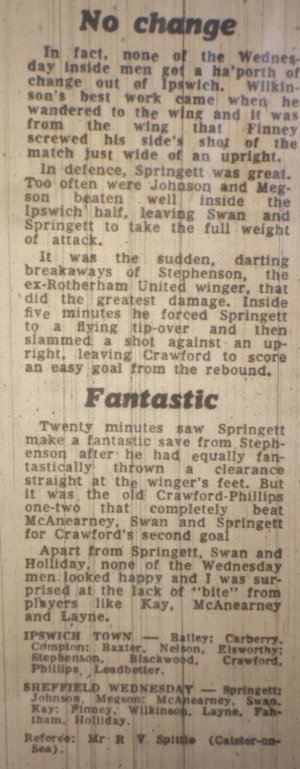 No change
In fact, none of the Wednes-
day inside men got a ha'porth of
change out of Ipswich. Wilkin-
son's best work came when he
wandered to the wing and it was
from the wing that Finney
screwed his side's shot of the
match just wide of an upright.
In defence, Springett was great.
Too often were Johnson and Meg-
son beaten well inside the
Ipswich half, leaving Swan and
Springett to take the full weight
of attack.
It was the sudden, darting
breakaways of Stephenson, the
ex-Rotherham United winger, that
did the greatest damage. Inside
five minutes he forced Springett
to a flying tip-over and then
slammed a shot against an up-
right, leaving Crawford to score
an easy goal from the rebound.
Fantastic
Twenty minutes saw Springett
make a fantastic save from Steph-
enson after he had equally fan-
tastically thrown a clearance
straight at the winger's feet. But
it was the old Crawford-Phillips
one-two that completely beat
McAnearney, Swan and Springett
for Crawford's second goal
Apart from Springett, Swan and
Holliday, none of the Wednesday
men looked happy and I was sur-
prised at the lack of "bite" from
players like Kay, McAnearney
and Layne.
IPSWICH TOWN — Bailey; Carberry,
Compton; Baxter, Nelson, Elsworthy;
Stephenson, Blackwood, Crawford,
Phillips, Leadbetter.
SHEFFIELD WEDNESDAY — Springett;
Johnson, Megson; McAnearney, Swan,
Kay; Finney, Wilkinson, Layne, Fan-
tham, Holliday.
Referee: Mr R V Spittle (Caister-on-
Sea).